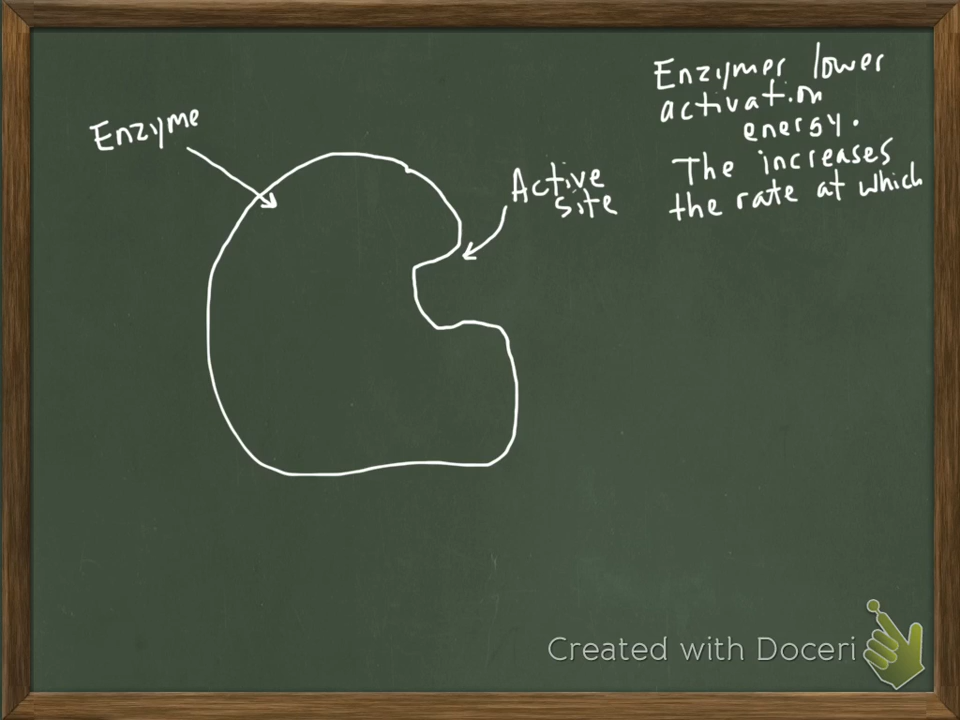 Enzyme
Active
site
Enzymes lower
activation
energy.
The increases
the rate at which
Created with Doceri